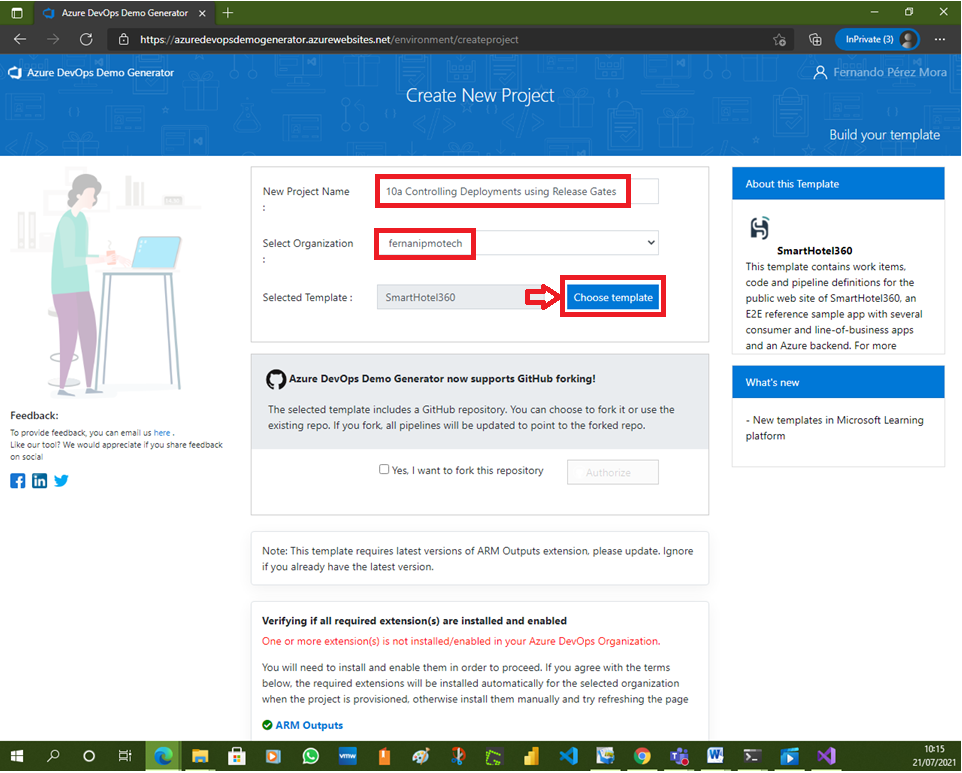 Azure DevOps Demo Generator
https://azuredevopsdemogenerator.azurewebsites.net/environment/createproject
InPrivate (3)
Azure DevOps Demo Generator
Fernando Pérez Mora
Create New Project
Build your template
New Project Name
:
10a Controlling Deployments using Release Gates
Select Organization
:
fernanipmotech
Selected Template :
SmartHotel360
Choose template
About this Template
SmartHotel360
This template contains work items,
code and pipeline definitions for the
public web site of SmartHotel360, an
E2E reference sample app with several
consumer and line-of-business apps
and an Azure backend. For more
What's new
- New templates in Microsoft Learning
platform
Azure DevOps Demo Generator now supports GitHub forking!
The selected template includes a GitHub repository. You can choose to fork it or use the
existing repo. If you fork, all pipelines will be updated to point to the forked repo.
Yes, I want to fork this repository
Authorize
Feedback:
To provide feedback, you can email us here .
Like our tool? We would appreciate if you share feedback
on social
Note: This template requires latest versions of ARM Outputs extension, please update. Ignore
if you already have the latest version.
Verifying if all required extension(s) are installed and enabled
One or more extension(s) is not installed/enabled in your Azure DevOps Organization.
You will need to install and enable them in order to proceed. If you agree with the terms
below, the required extensions will be installed automatically for the selected organization
when the project is provisioned, otherwise install them manually and try refreshing the page
ARM Outputs
vmw
10:15
21/07/2021